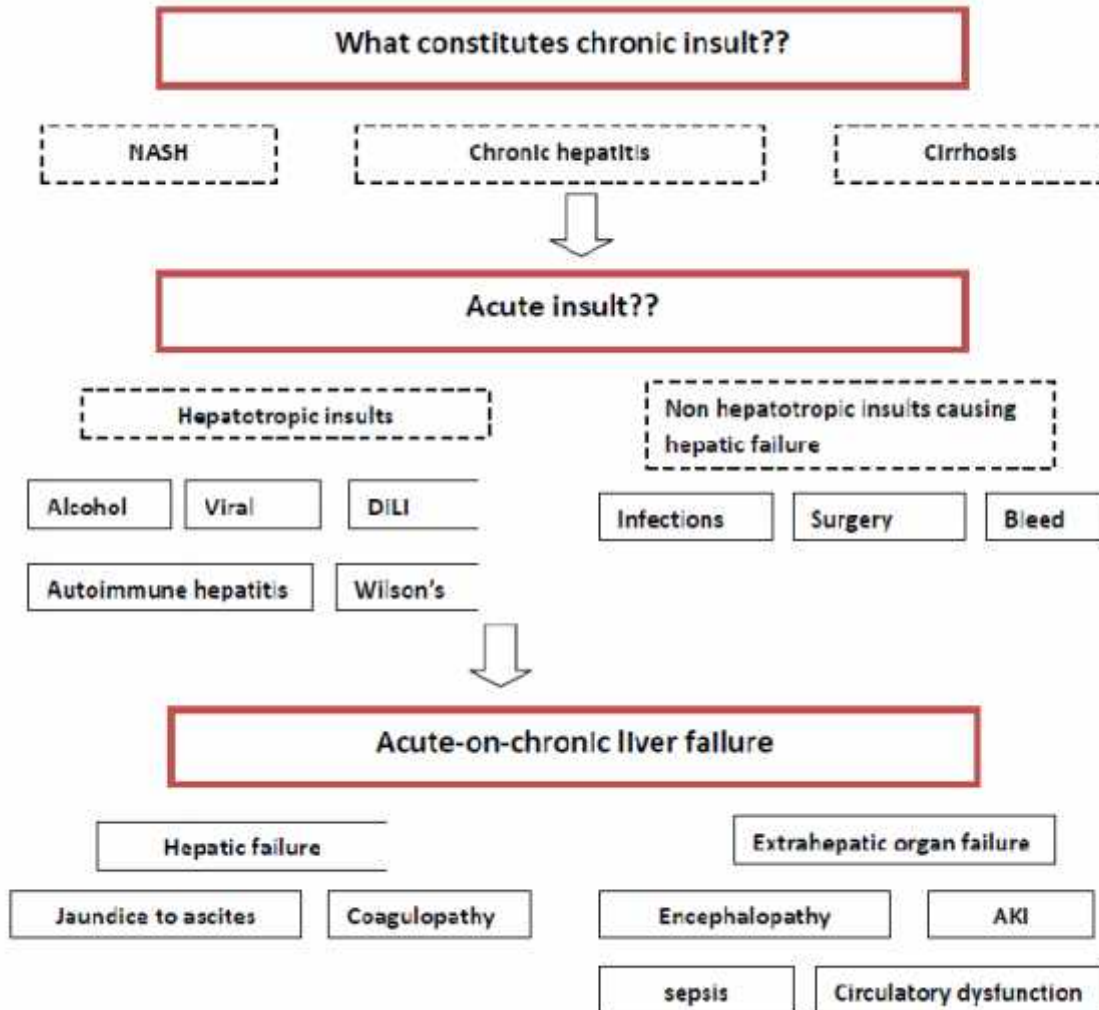 What constitutes chronic insult??
NASH
Chronic hepatitis
Cirrhosis
Acute insult??
Hepatotropic insults
Non hepatotropic insults causing
hepatic failure
Alcohol
Viral
DILI
Infections
Surgery
Bleed
Autoimmune hepatitis
Wilson's
Acute-on-chronic liver failure
Hepatic failure
Extrahepatic organ failure
Jaundice to ascites
Coagulopathy
Encephalopathy
AKI
sepsis
Circulatory dysfunction